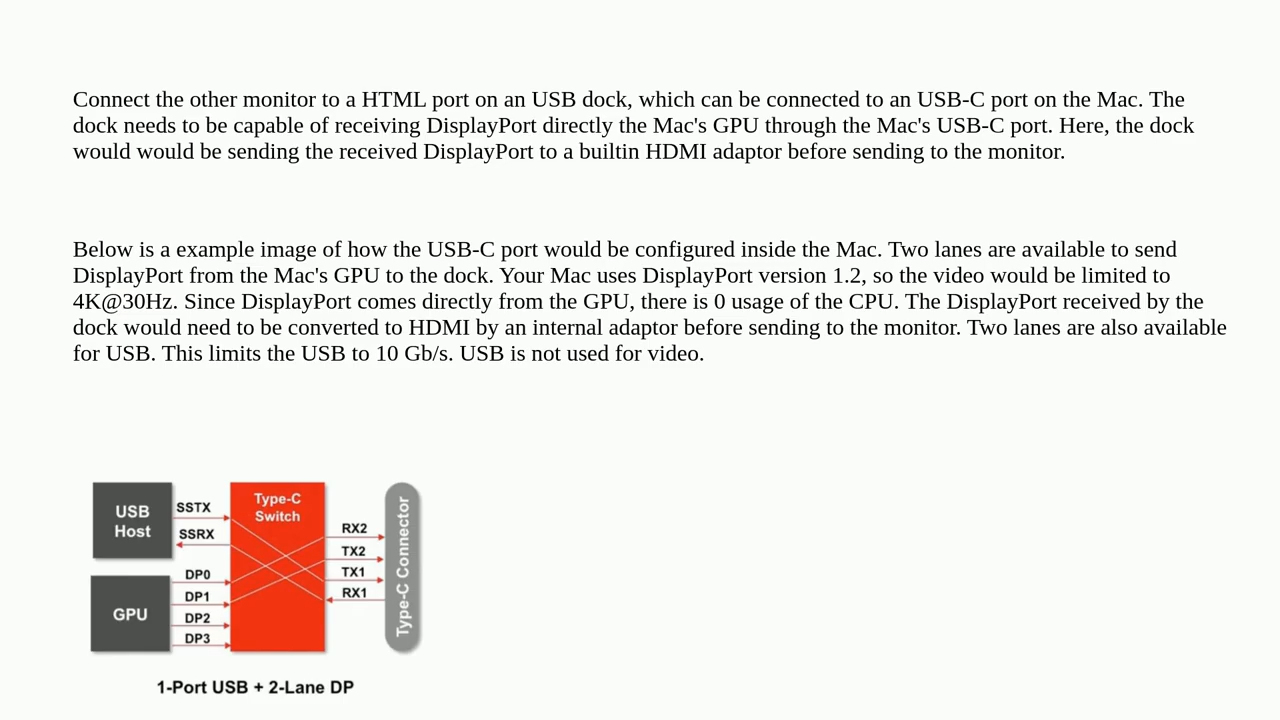 Connect the other monitor to a HTML port on an USB dock, which can be connected to an USB-C port on the Mac. The
dock needs to be capable of receiving DisplayPort directly the Mac's GPU through the Mac's USB-C port. Here, the dock
would would be sending the received DisplayPort to a builtin HDMI adaptor before sending to the monitor.
Below is a example image of how the USB-C port would be configured inside the Mac. Two lanes are available to send
DisplayPort from the Mac's GPU to the dock. Your Mac uses DisplayPort version 1.2, so the video would be limited to
4K@30Hz. Since DisplayPort comes directly from the GPU, there is 0 usage of the CPU. The DisplayPort received by the
dock would need to be converted to HDMI by an internal adaptor before sending to the monitor. Two lanes are also available
for USB. This limits the USB to 10 Gb/s. USB is not used for video.
USB
Host
SSTX
SSRX
GPU
DP0
DP1
DP2
DP3
Type-C
Switch
RX2
TX2
TX1
RX1
Type-C Connector
1-Port USB + 2-Lane DP